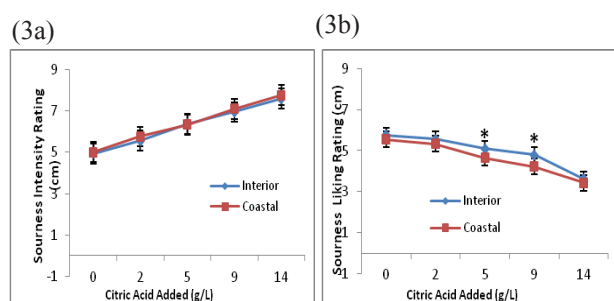 (3a)
(3b)
9
7
5
3
1
-1
Sourness Intensity Rating
(cm)
Interior
Coastal
0 2 5 9 14
Citric Acid Added (g/L)
9
7
5
3
1
-1
Sourness Liking Rating (cm)
* *
Interior
Coastal
0 2 5 9 14
Citric Acid Added (g/L)